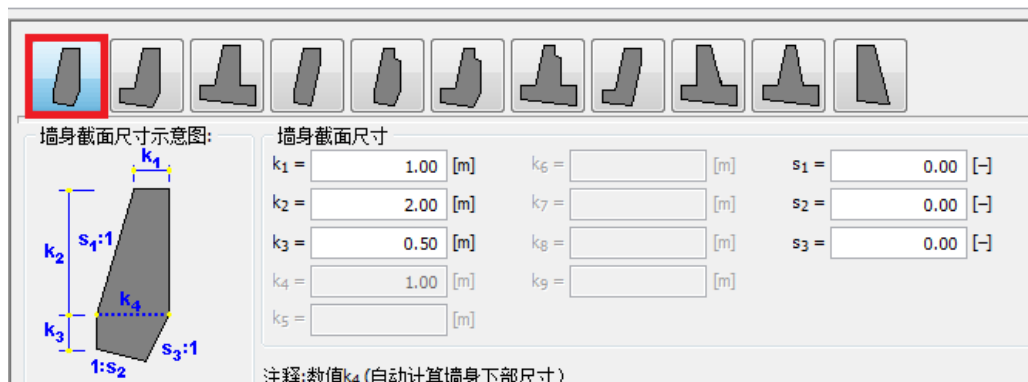 墙身截面尺寸示意图:
k1
k2
s1:1
k4
k3
s3:1
1:s2
墙身截面尺寸
k1 = 1.00 [m] k6 = [m] s1 = 0.00 [–]
k2 = 2.00 [m] k7 = [m] s2 = 0.00 [–]
k3 = 0.50 [m] k8 = [m] s3 = 0.00 [–]
k4 = 1.00 [m] k9 = [m]
k5 = [m]
注释:数值k4(自动计算墙身下部尺寸)